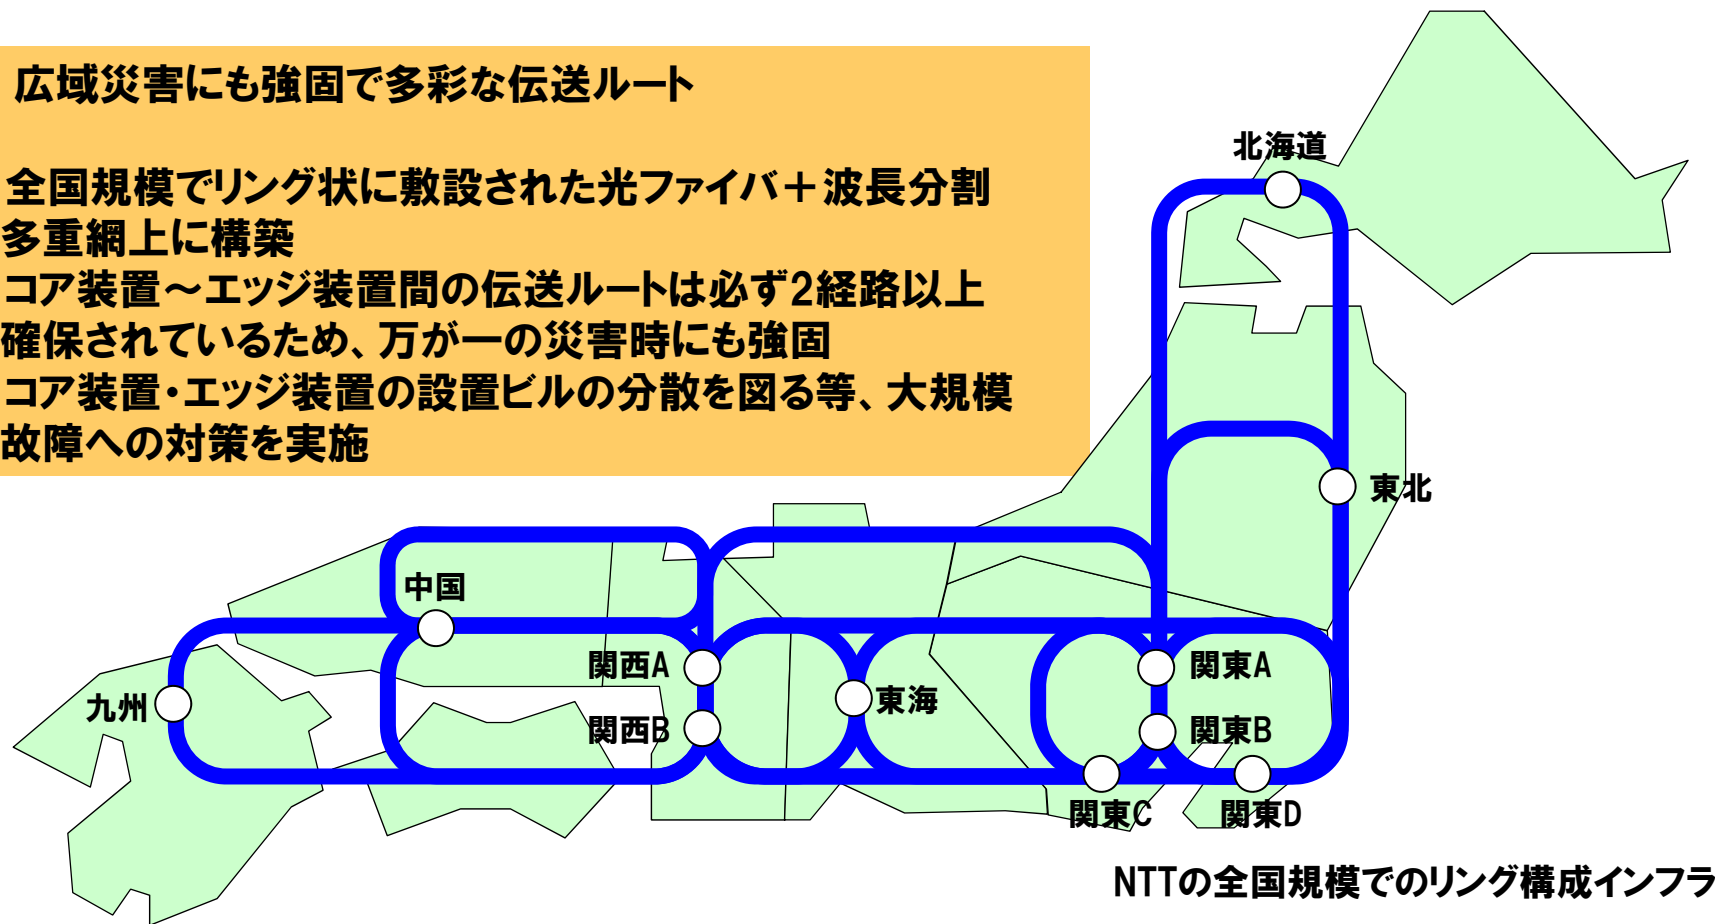 広域災害にも強固で多彩な伝送ルート
全国規模でリング状に敷設された光ファイバ＋波長分割
多重網上に構築
コア装置～エッジ装置間の伝送ルートは必ず2経路以上
確保されているため、万が一の災害時にも強固
コア装置・エッジ装置の設置ビルの分散を図る等、大規模
故障への対策を実施
北海道
東北
中国
関西A
関東A
九州
東海
関西B
関東B
関東C
関東D
NTTの全国規模でのリング構成インフラ